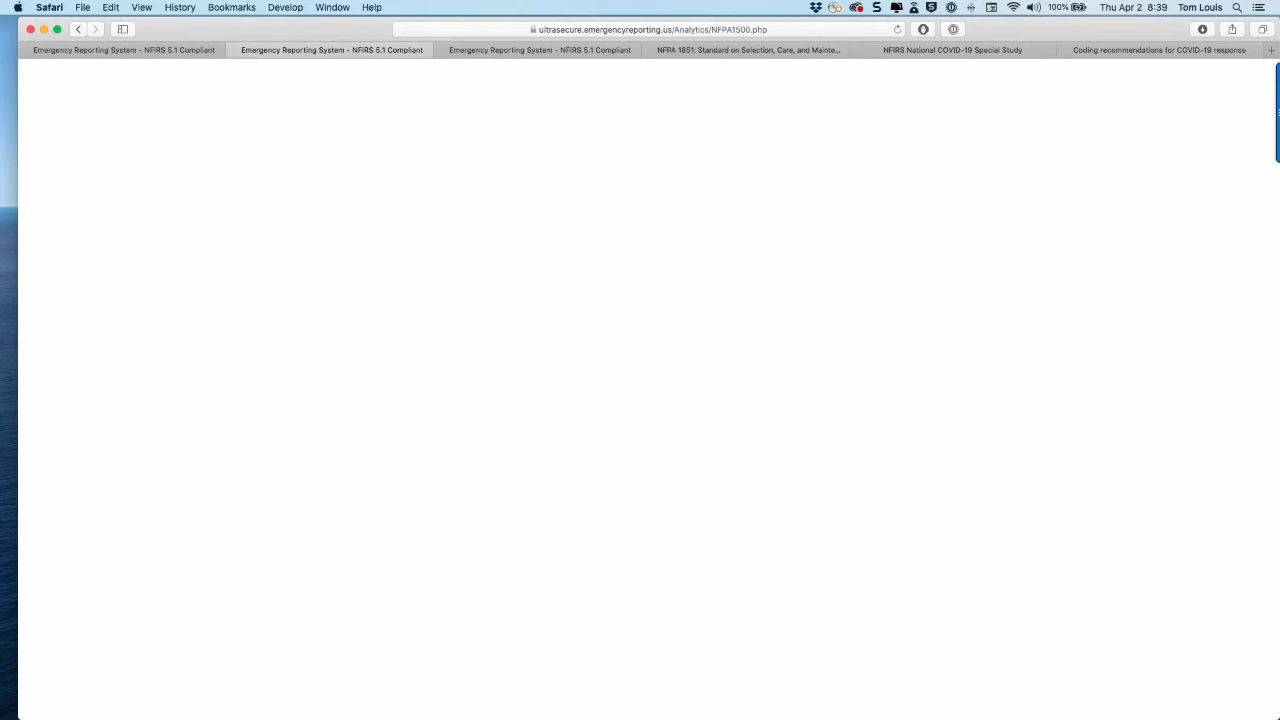 Safari File Edit View History Bookmarks Develop Window Help 100% Thu Apr 2 8:39 Tom Louis
ultrasecure.emergencyreporting.us/Analytics/NFPA1500.php
Emergency Reporting System - NFIRS 5.1 Compliant Emergency Reporting System - NFIRS 5.1 Compliant Emergency Reporting System - NFIRS 5.1 Compliant NFPA 1851: Standard on Selection, Care, and Mainte... NFIRS National COVID-19 Special Study Coding recommendations for COVID-19 response